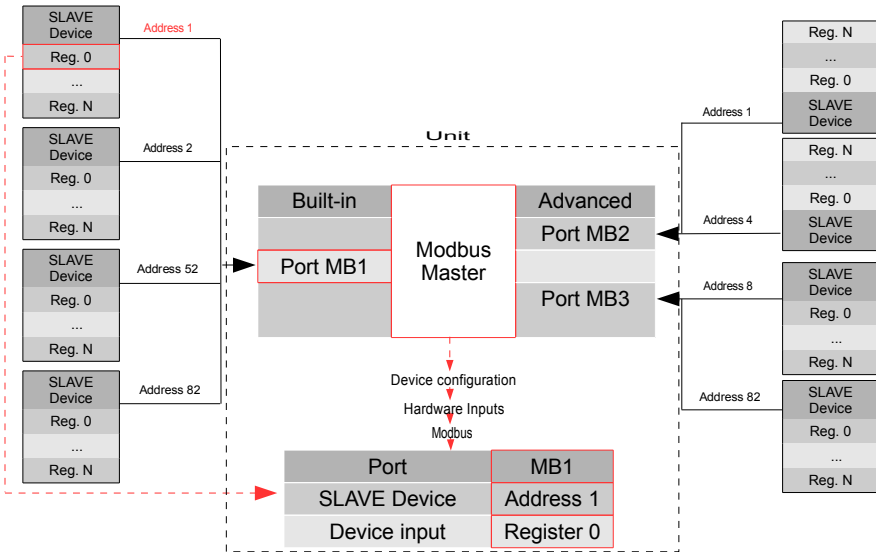 SLAVE
Device
Reg. 0
...
Reg. N
Address 1
SLAVE
Device
Reg. 0
...
Reg. N
Address 2
SLAVE
Device
Reg. 0
...
Reg. N
Address 52
SLAVE
Device
Reg. 0
...
Reg. N
Address 82
Unit
Built-in
Port MB1
Modbus
Master
Advanced
Port MB2
Port MB3
Device configuration
Hardware Inputs
Modbus
Port MB1
SLAVE Device Address 1
Device input Register 0
Address 1
Reg. N
...
Reg. 0
SLAVE
Device
Address 4
Reg. N
...
Reg. 0
SLAVE
Device
Address 8
SLAVE
Device
Reg. 0
...
Reg. N
Address 82
SLAVE
Device
Reg. 0
...
Reg. N